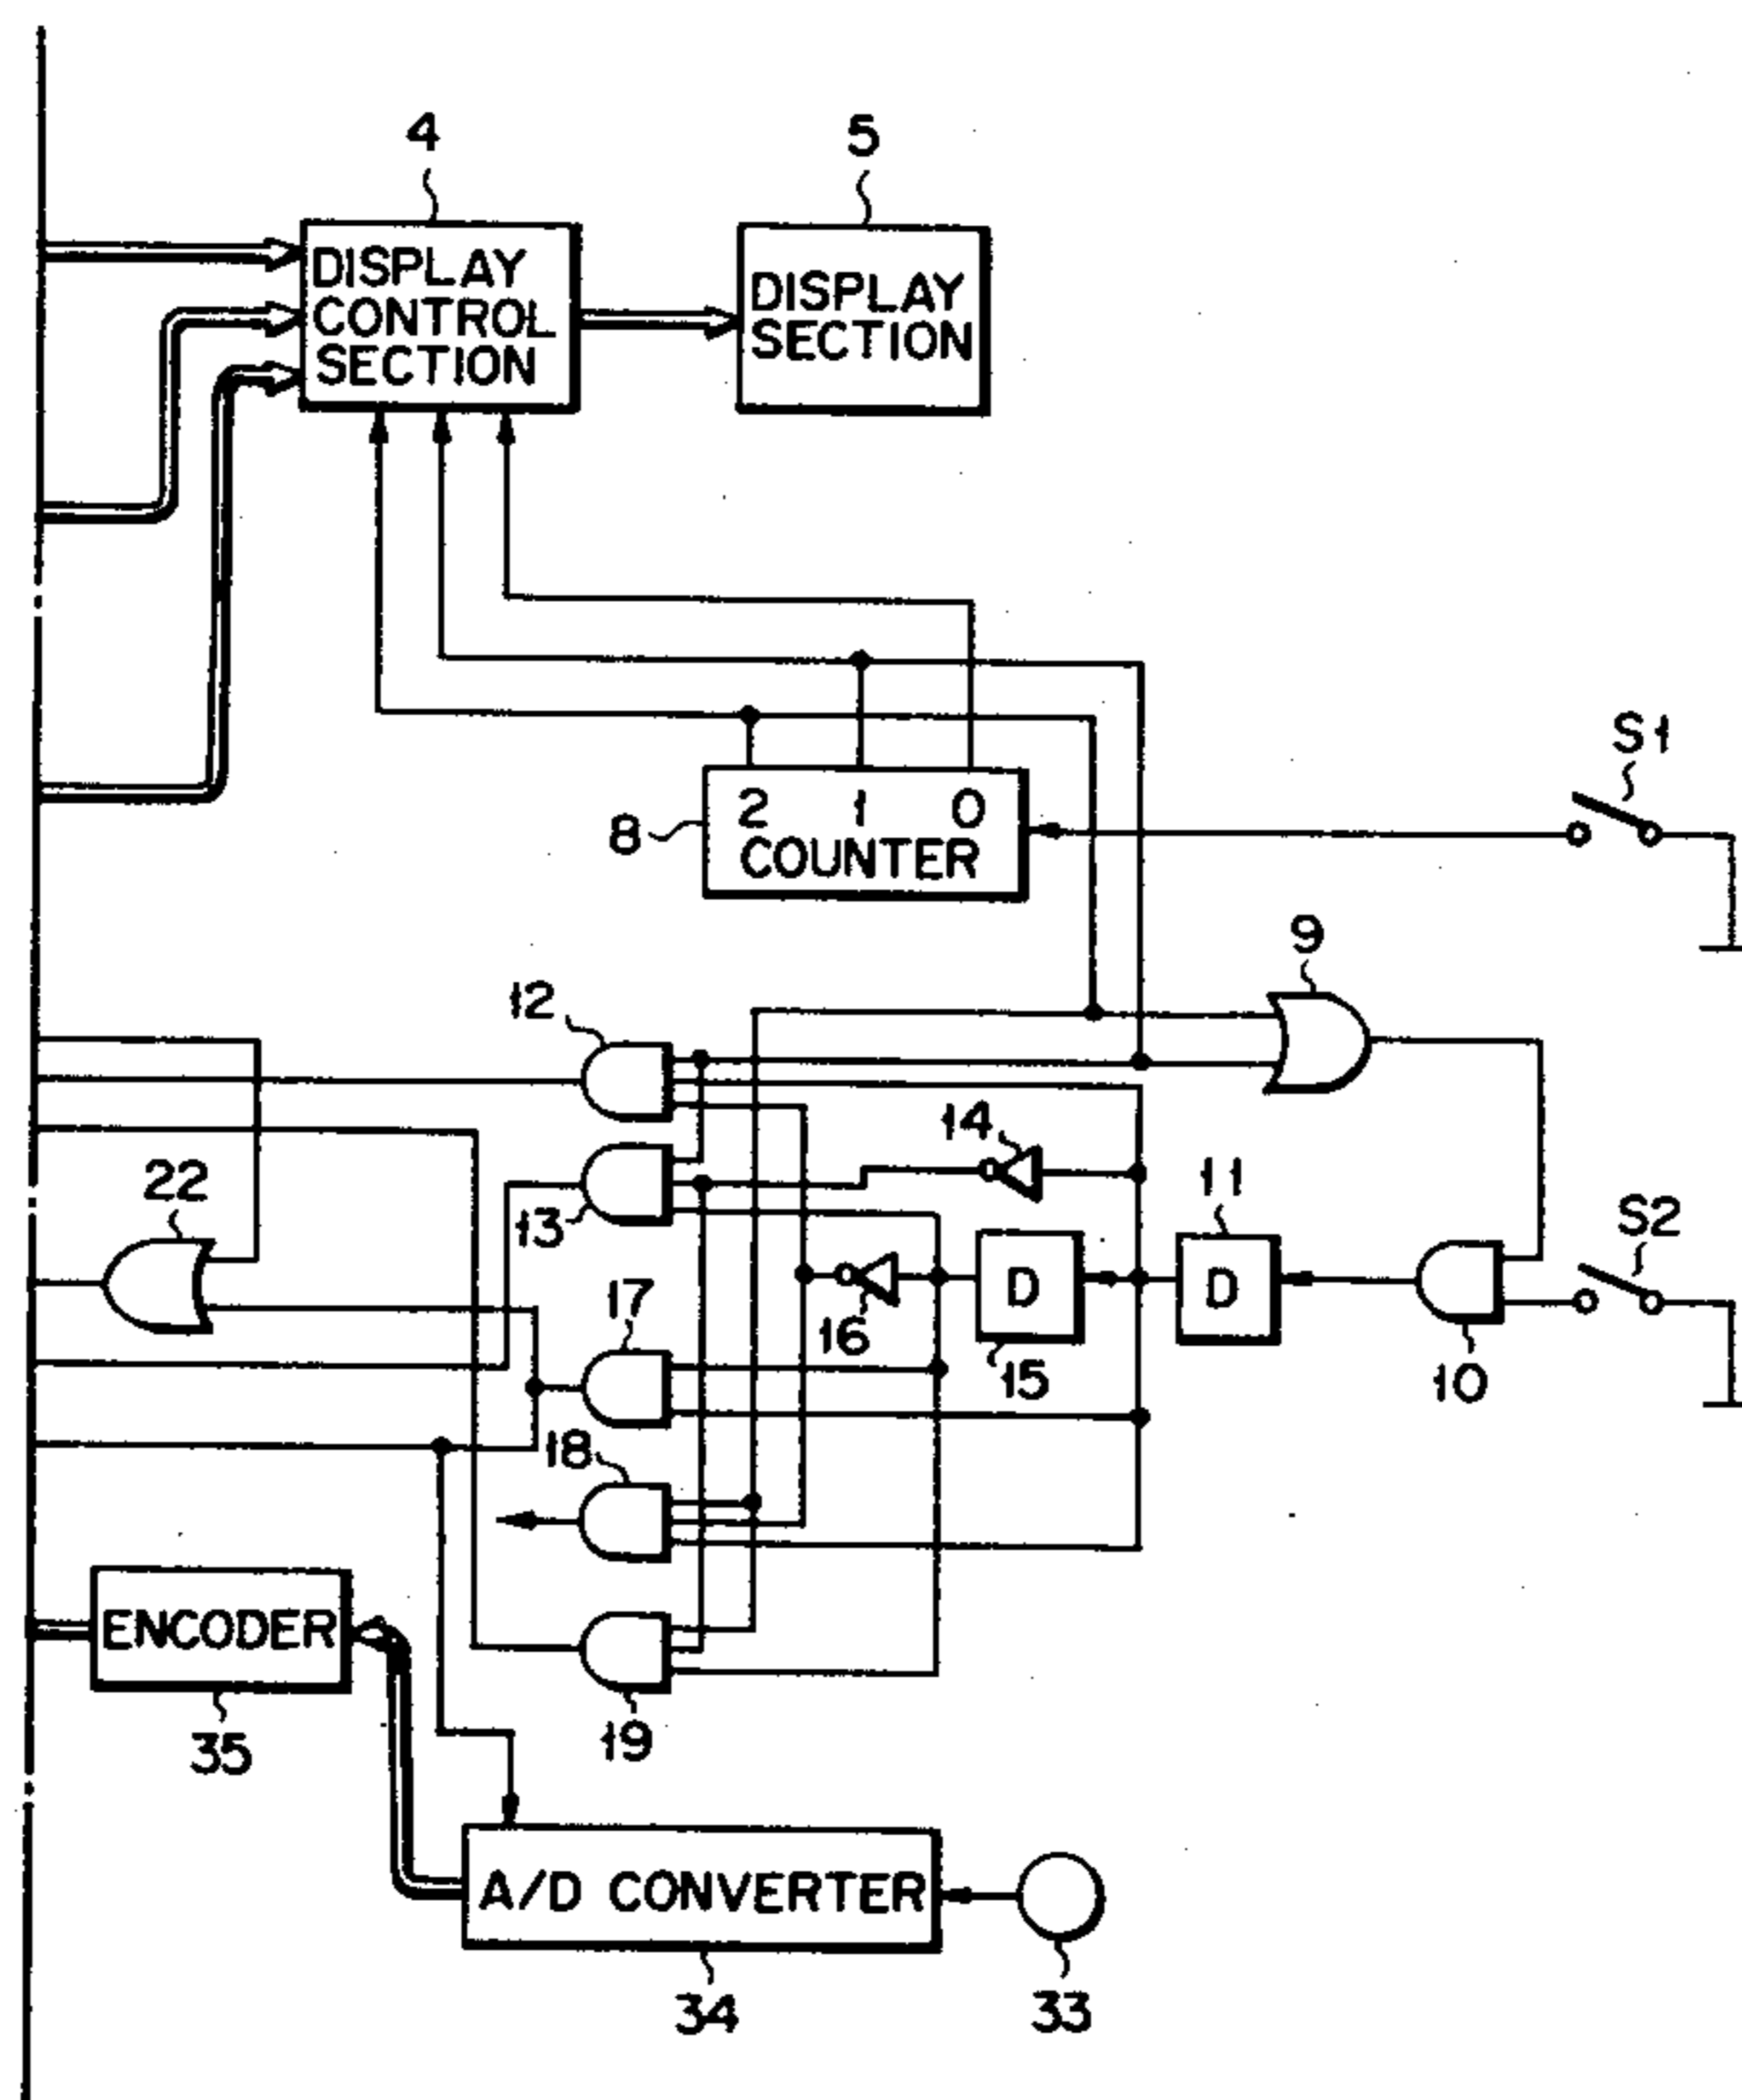 4
5
DISPLAY
CONTROL
SECTION
DISPLAY
SECTION
S1
8
2 1 0
COUNTER
9
12
14
11
22
13
S2
17
D
D
16
15
10
18
ENCODER
19
35
A/D CONVERTER
34
33